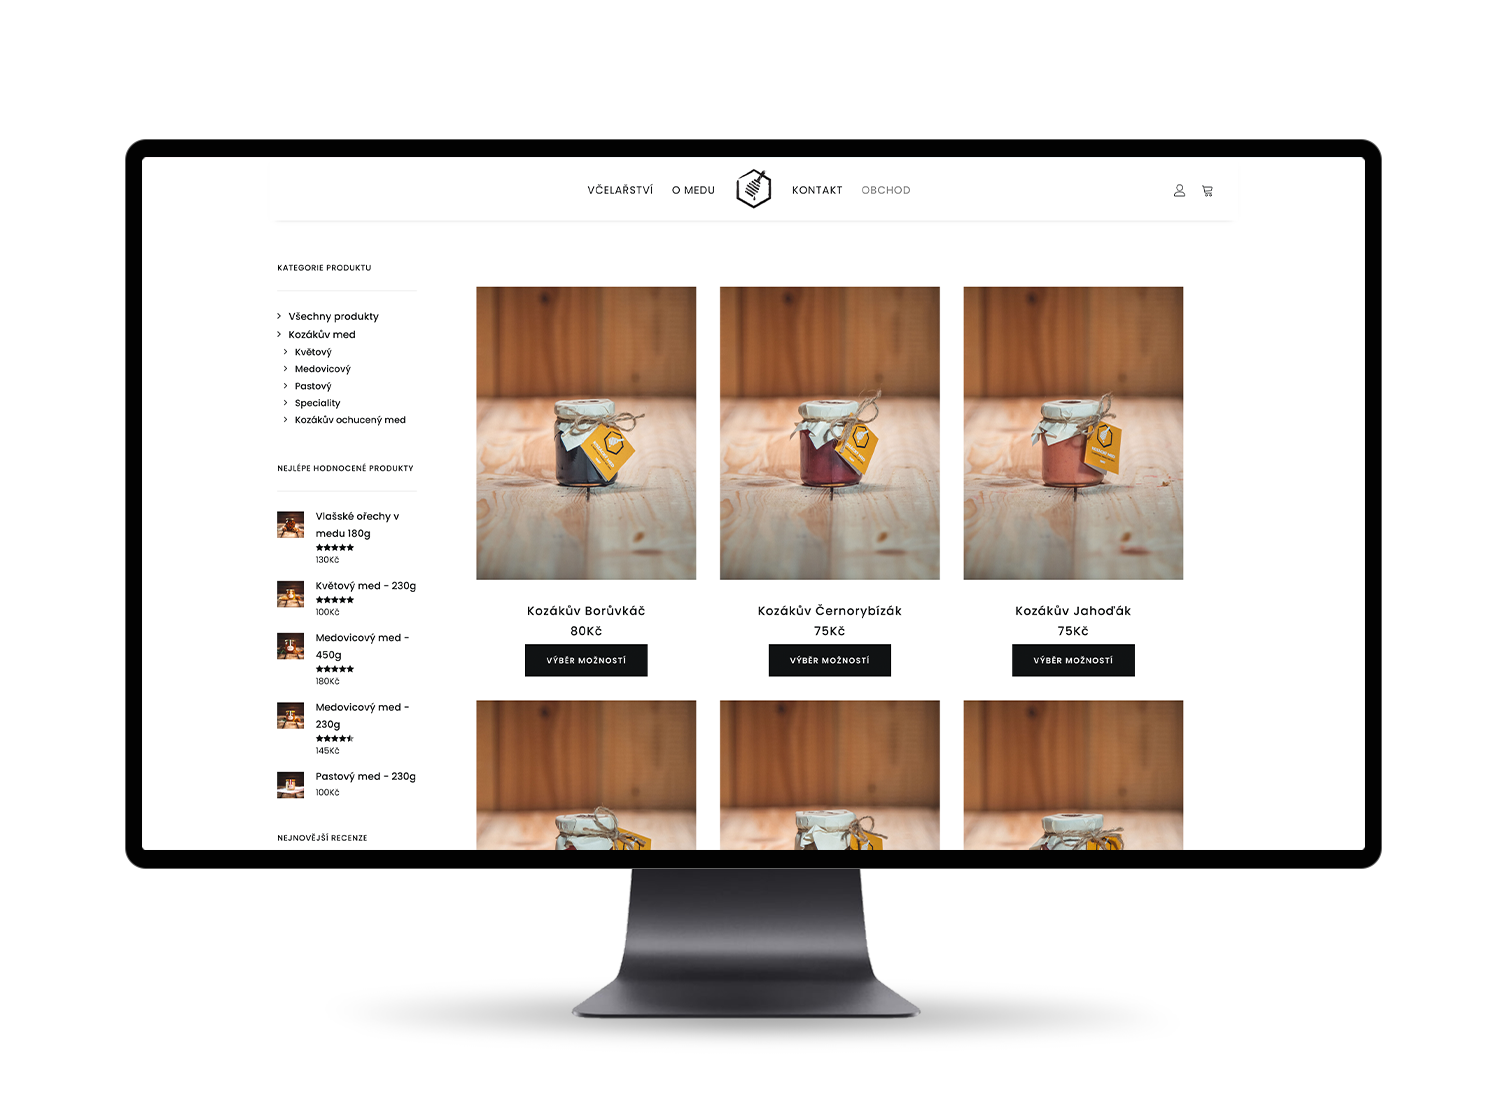 VČELAŘSTVÍ O MEDU KONTAKT OBCHOD
KATEGORIE PRODUKTU
Všechny produkty
Kozákův med
Květový
Medovicový
Pastový
Speciality
Kozákův ochucený med
NEJLÉPE HODNOCENÉ PRODUKTY
Vlašské ořechy v
medu 180g
130Kč
Květový med - 230g
100Kč
Medovicový med -
450g
180Kč
Medovicový med -
230g
145Kč
Pastový med - 230g
100Kč
NEJNOVĚJŠÍ RECENZE
Kozákův Borůvkáč
80Kč
VÝBĚR MOŽNOSTÍ
Kozákův Černorybízák
75Kč
VÝBĚR MOŽNOSTÍ
Kozákův Jahoďák
75Kč
VÝBĚR MOŽNOSTÍ